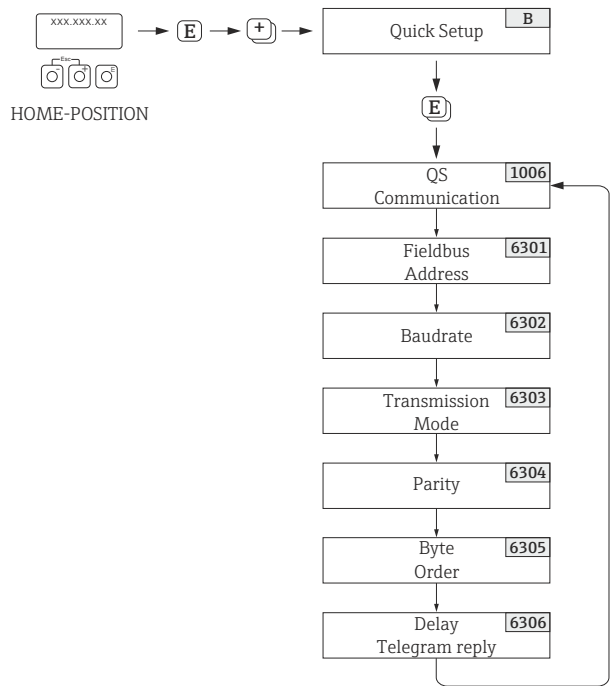 XXX.XXX.XX
E
+
Quick Setup
B
Esc
-
+
E
HOME-POSITION
E
QS
1006
Communication
Fieldbus
6301
Address
Baudrate
6302
Transmission
6303
Mode
Parity
6304
Byte
6305
Order
Delay
6306
Telegram reply